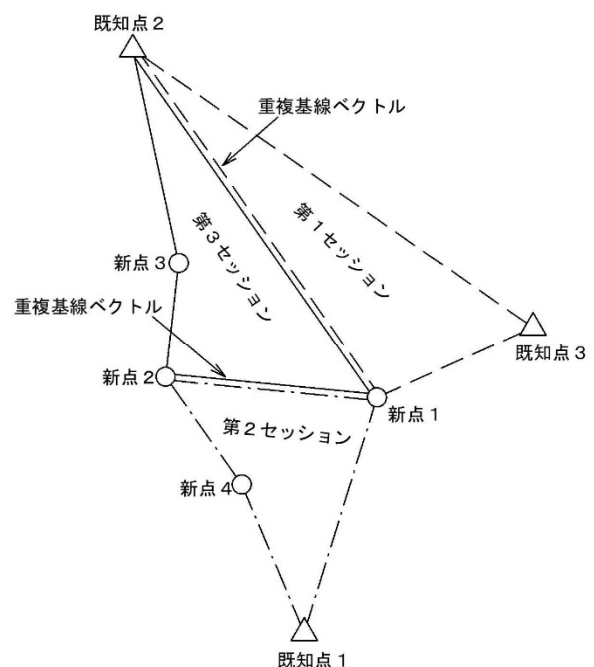 既知点２
重複基線ベクトル
第１セッション
第３セッション
新点３
重複基線ベクトル
既知点３
新点２
新点１
第２セッション
新点４
既知点１